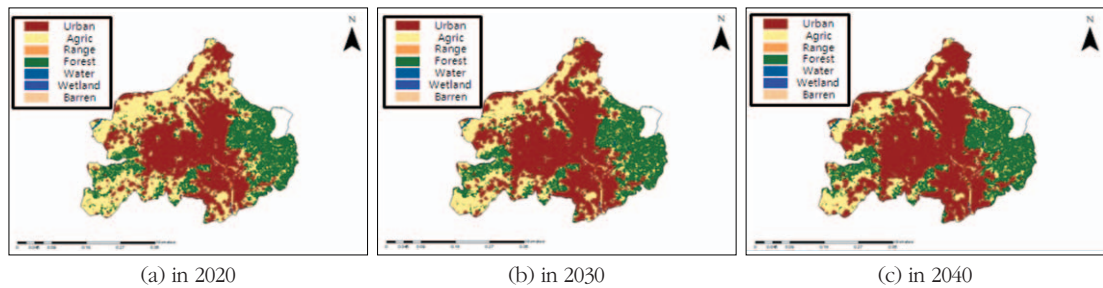 Urban
Agric
Range
Forest
Water
Wetland
Barren
N
(a) in 2020
Urban
Agric
Range
Forest
Water
Wetland
Barren
N
(b) in 2030
Urban
Agric
Range
Forest
Water
Wetland
Barren
N
(c) in 2040